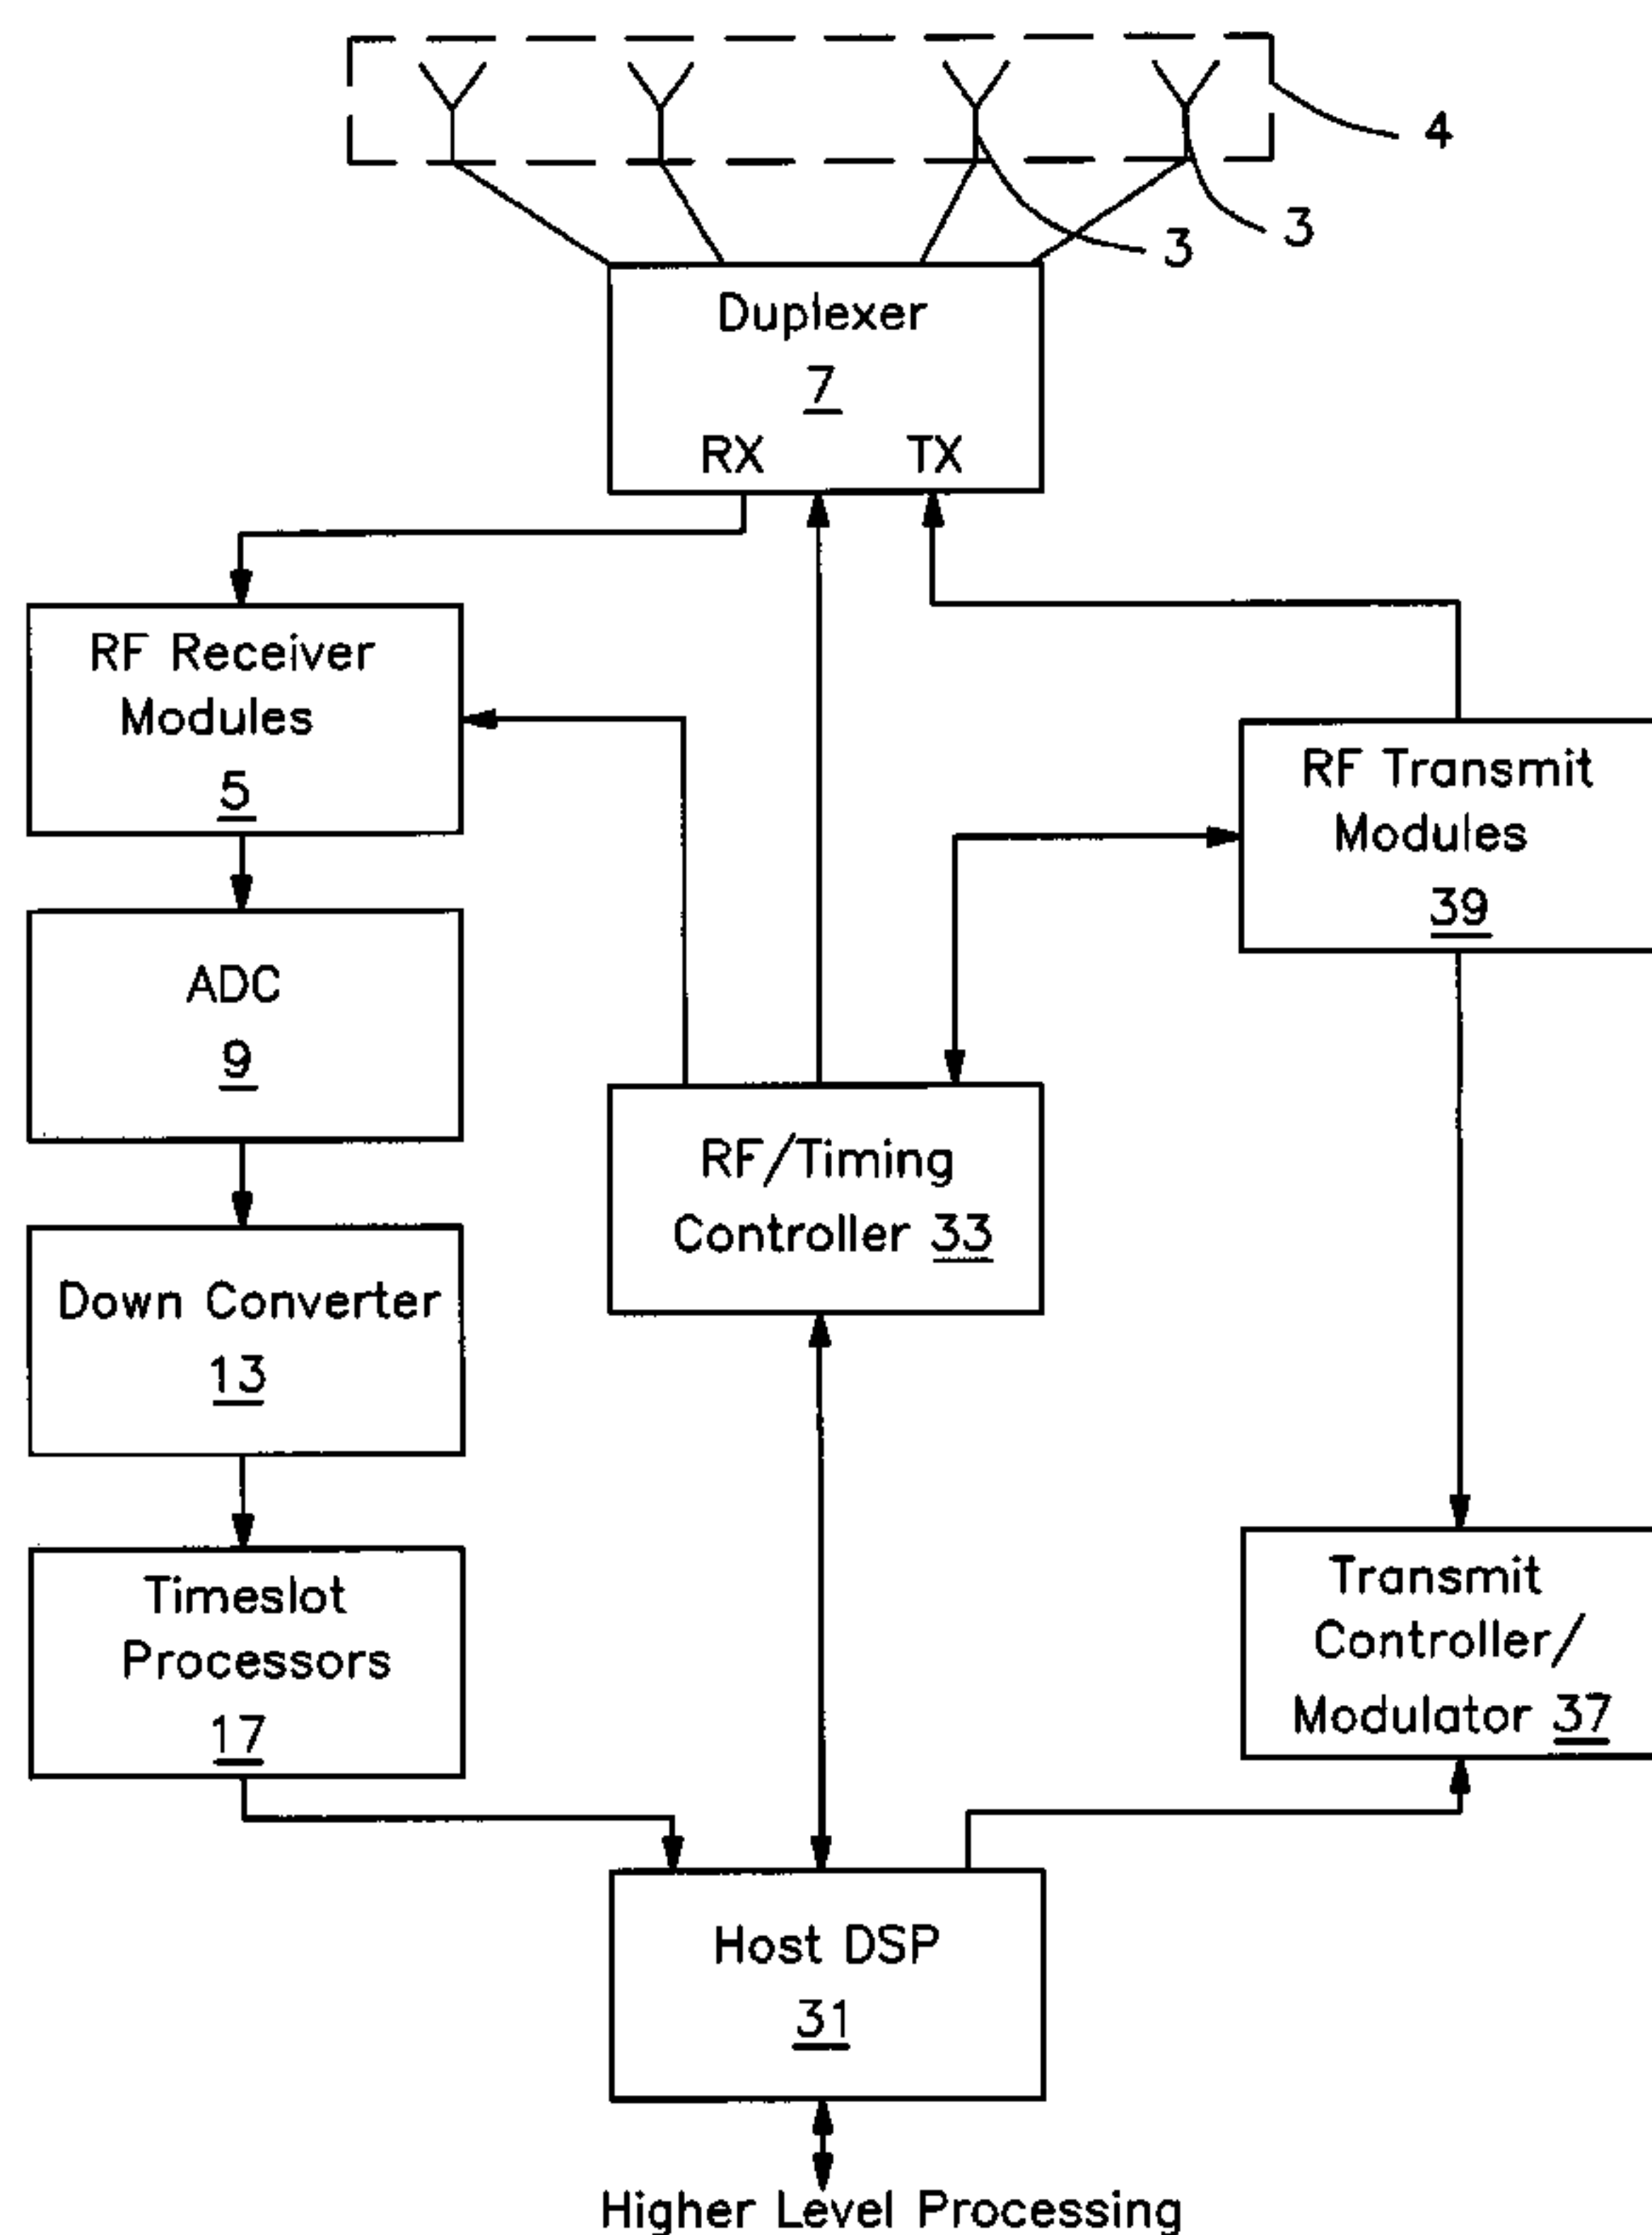 4
3
3
Duplexer
7
RX TX
RF Receiver
Modules
5
RF Transmit
Modules
39
ADC
9
RF/Timing
Controller 33
Down Converter
13
Timeslot
Processors
17
Transmit
Controller/
Modulator 37
Host DSP
31
Higher Level Processing